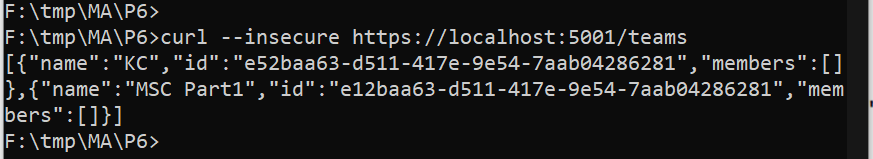 F:\tmp\MA\P6>
F:\tmp\MA\P6>curl --insecure https://localhost:5001/teams
[{"name":"KC","id":"e52baa63-d511-417e-9e54-7aab04286281","members":[]
},{"name":"MSC Part1","id":"e12baa63-d511-417e-9e54-7aab04286281","mem
bers":[]}]
F:\tmp\MA\P6>